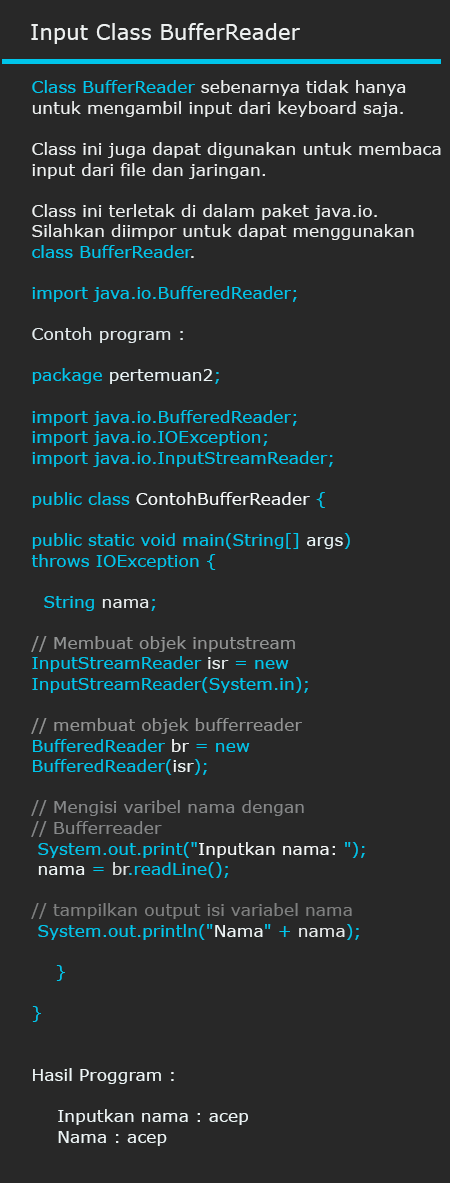 Input Class BufferReader
Class BufferReader sebenarnya tidak hanya
untuk mengambil input dari keyboard saja.
Class ini juga dapat digunakan untuk membaca
input dari file dan jaringan.
Class ini terletak di dalam paket java.io.
Silahkan diimpor untuk dapat menggunakan
class BufferReader.
import java.io.BufferedReader;
Contoh program :
package pertemuan2;
import java.io.BufferedReader;
import java.io.IOException;
import java.io.InputStreamReader;
public class ContohBufferReader {
public static void main(String[] args)
throws IOException {
String nama;
// Membuat objek inputstream
InputStreamReader isr = new
InputStreamReader(System.in);
// membuat objek bufferreader
BufferedReader br = new
BufferedReader(isr);
// Mengisi varibel nama dengan
// Bufferreader
System.out.print("Inputkan nama: ");
nama = br.readLine();
// tampilkan output isi variabel nama
System.out.println("Nama" + nama);
}
}
Hasil Proggram :
Inputkan nama : acep
Nama : acep